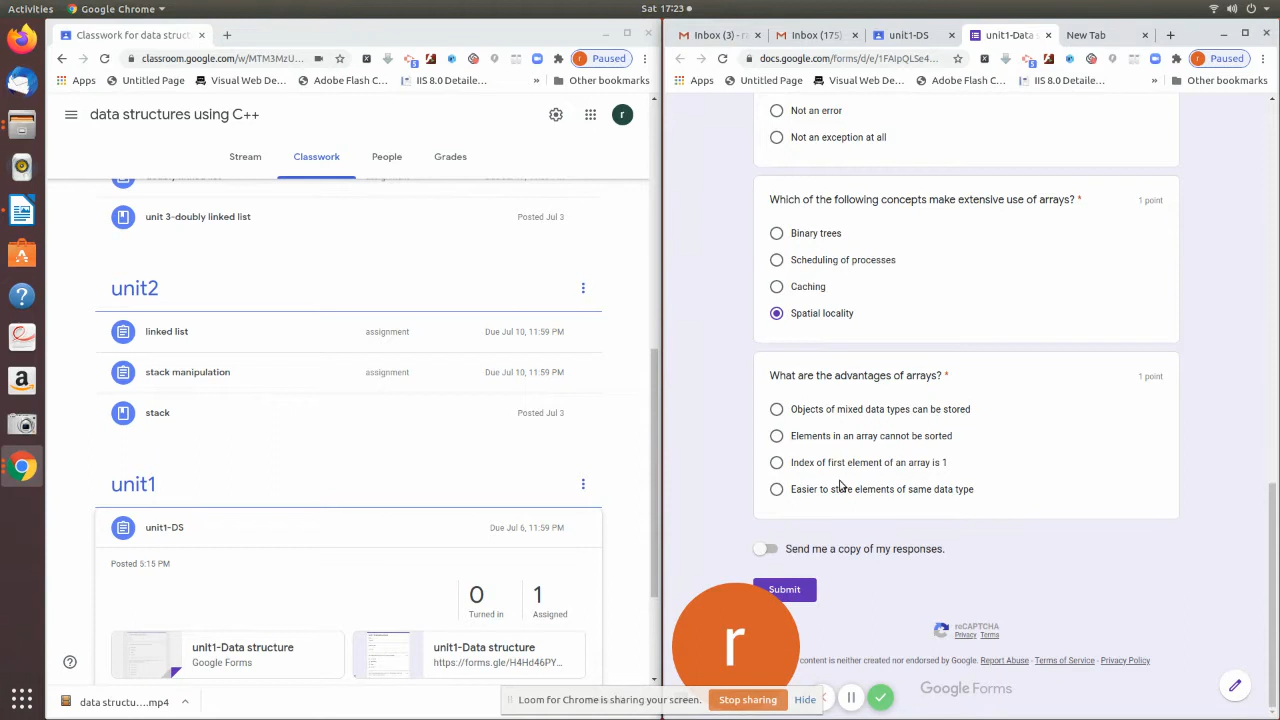 Activities Google Chrome Sat 17:23
Classwork for data struct
classroom.google.com/w/MTM3MzU... Paused
Apps Untitled Page Visual Web Des... Adobe Flash C... IIS 8.0 Detaile... » Other bookmarks
data structures using C++ r
Stream Classwork People Grades
unit 3-doubly linked list Posted Jul 3
unit2
linked list assignment Due Jul 10, 11:59 PM
stack manipulation assignment Due Jul 10, 11:59 PM
stack Posted Jul 3
unit1
unit1-DS Due Jul 6, 11:59 PM
Posted 5:15 PM
0 1
Turned in Assigned
unit1-Data structure
Google Forms
unit1-Data structure
https://forms.gle/H4Hd46PY...
data structu....mp4
Inbox (3) - ra Inbox (175) unit1-DS unit1-Data s New Tab
docs.google.com/forms/d/e/1FAIpQLSe4... Paused
Apps Untitled Page Visual Web Des... Adobe Flash C... IIS 8.0 Detaile... » Other bookmarks
Not an error
Not an exception at all
Which of the following concepts make extensive use of arrays? * 1 point
Binary trees
Scheduling of processes
Caching
Spatial locality
What are the advantages of arrays? * 1 point
Objects of mixed data types can be stored
Elements in an array cannot be sorted
Index of first element of an array is 1
Easier to store elements of same data type
Send me a copy of my responses.
Submit
r
reCAPTCHA
Privacy Terms
content is neither created nor endorsed by Google. Report Abuse - Terms of Service - Privacy Policy
Google Forms
Loom for Chrome is sharing your screen. Stop sharing Hide